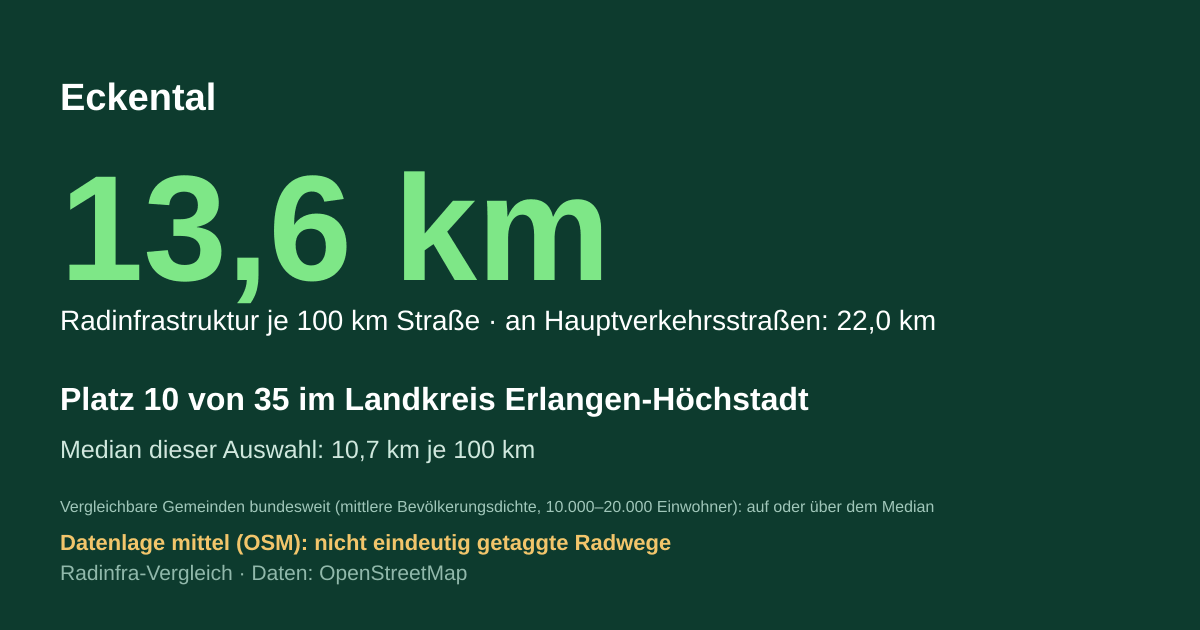 Eckental
13,6 km
Radinfrastruktur je 100 km Straße · an Hauptverkehrsstraßen: 22,0 km
Platz 10 von 35 im Landkreis Erlangen-Höchstadt
Median dieser Auswahl: 10,7 km je 100 km
Vergleichbare Gemeinden bundesweit (mittlere Bevölkerungsdichte, 10.000–20.000 Einwohner): auf oder über dem Median
Datenlage mittel (OSM): nicht eindeutig getaggte Radwege
Radinfra-Vergleich · Daten: OpenStreetMap